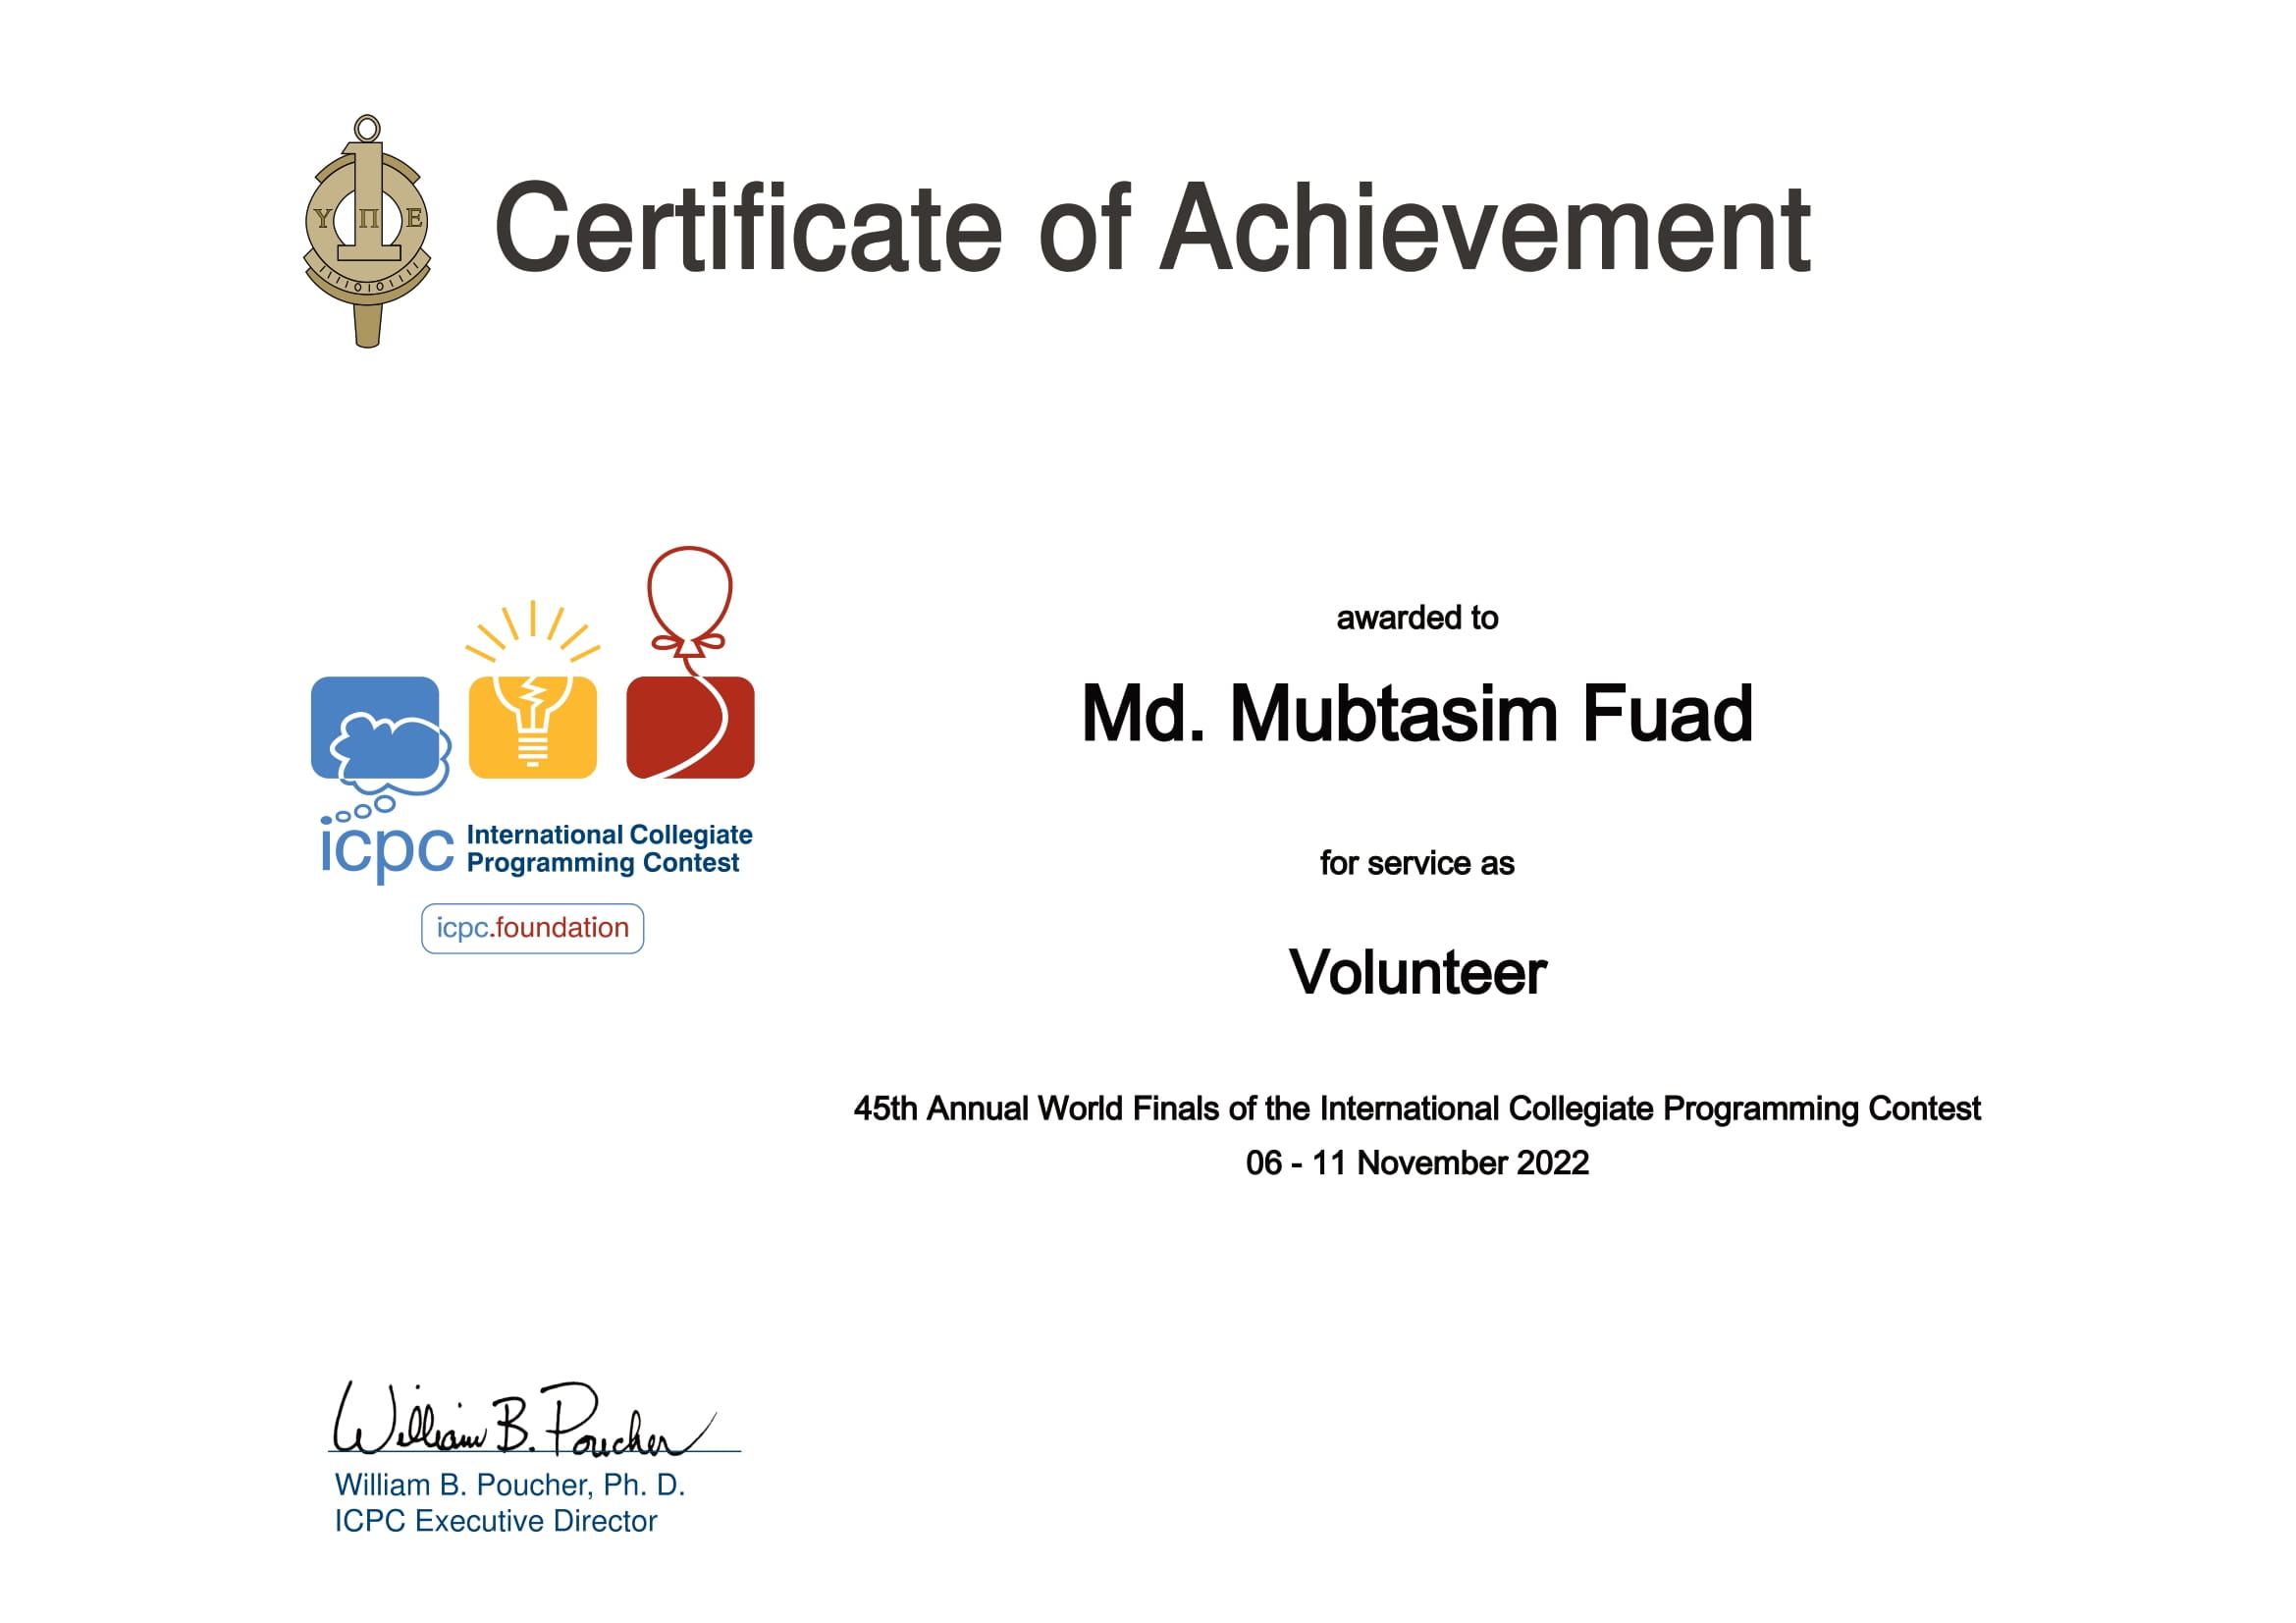 Certificate of Achievement
Υ Π Ε
awarded to
Md. Mubtasim Fuad
for service as
Volunteer
45th Annual World Finals of the International Collegiate Programming Contest
06 - 11 November 2022
icpc International Collegiate
Programming Contest
icpc.foundation
William B. Poucher
William B. Poucher, Ph. D.
ICPC Executive Director